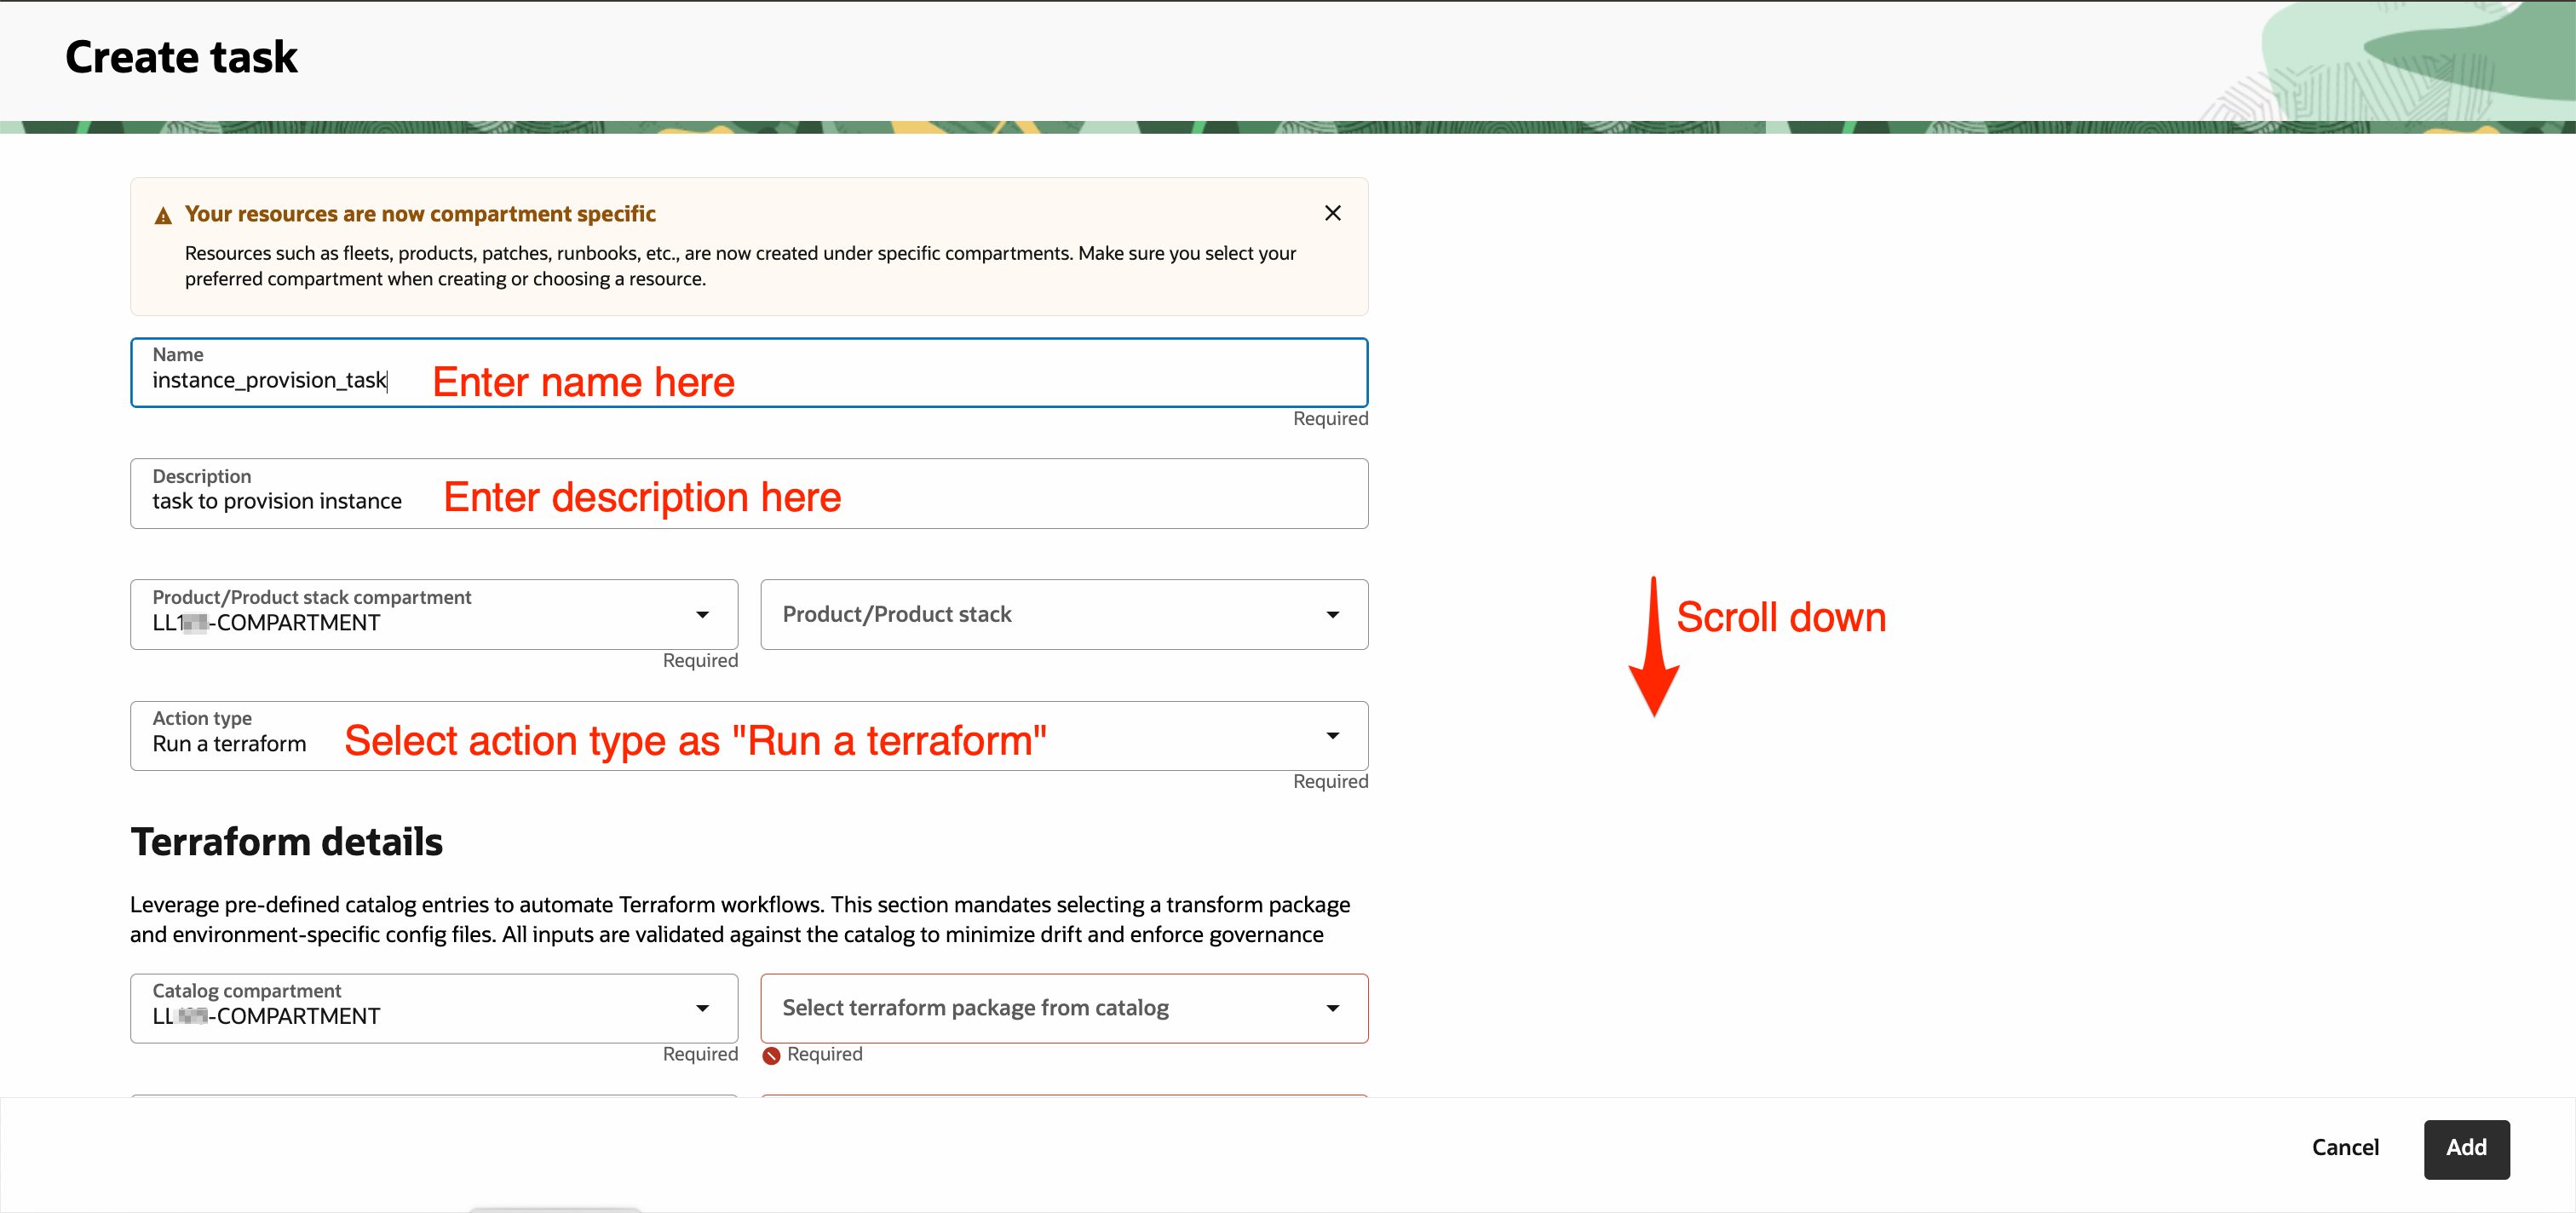 Create task
Your resources are now compartment specific
Resources such as fleets, products, patches, runbooks, etc., are now created under specific compartments. Make sure you select your
preferred compartment when creating or choosing a resource.
Name
instance_provision_task
Enter name here
Required
Description
task to provision instance
Enter description here
Product/Product stack compartment
LL1 -COMPARTMENT
Required
Product/Product stack
Scroll down
Action type
Run a terraform
Select action type as "Run a terraform"
Required
Terraform details
Leverage pre-defined catalog entries to automate Terraform workflows. This section mandates selecting a transform package
and environment-specific config files. All inputs are validated against the catalog to minimize drift and enforce governance
Catalog compartment
LL -COMPARTMENT
Required
Select terraform package from catalog
Required
Cancel
Add